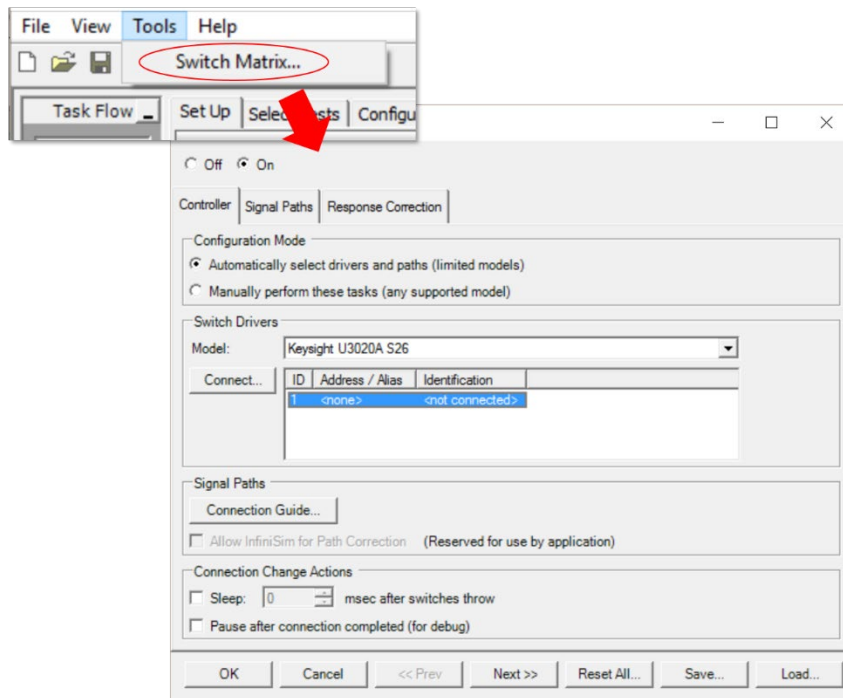 File View Tools Help
Switch Matrix...
Task Flow Set Up Select Tests Configu
Off On
Controller Signal Paths Response Correction
Configuration Mode
Automatically select drivers and paths (limited models)
Manually perform these tasks (any supported model)
Switch Drivers
Model: Keysight U3020A S26
Connect... ID Address / Alias Identification
1 <none> <not connected>
Signal Paths
Connection Guide...
Allow InfiniSim for Path Correction (Reserved for use by application)
Connection Change Actions
Sleep: 0 msec after switches throw
Pause after connection completed (for debug)
OK Cancel << Prev Next >> Reset All... Save... Load...